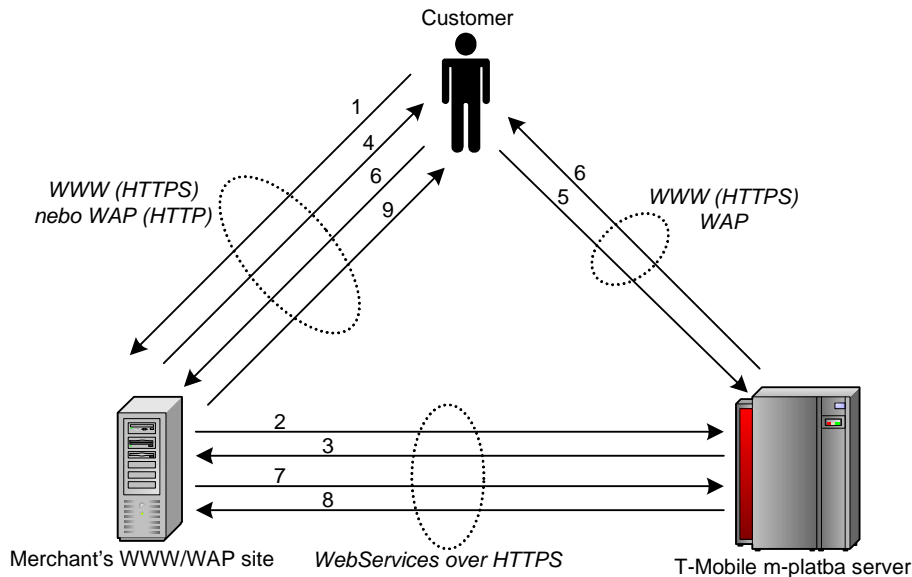 Customer
1
4
6
9
6
5
WWW (HTTPS)
nebo WAP (HTTP)
WWW (HTTPS)
WAP
2
3
7
8
Merchant's WWW/WAP site
WebServices over HTTPS
T-Mobile m-platba server